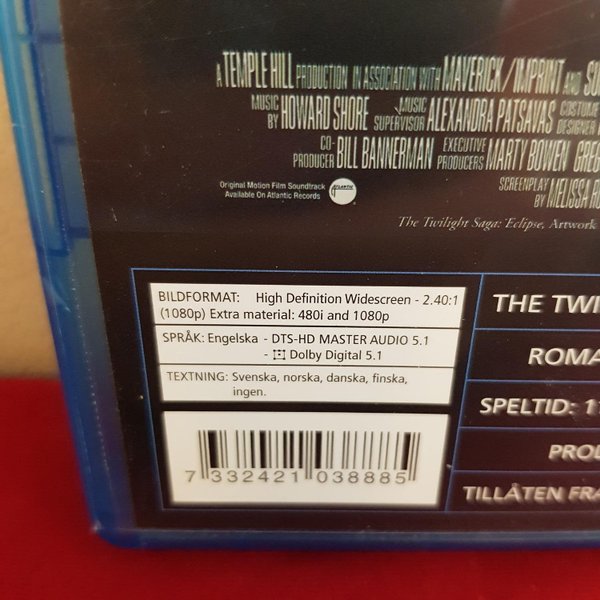 A TEMPLE HILL PRODUCTION IN ASSOCIATION WITH MAVERICK/IMPRINT AND
MUSIC BY HOWARD SHORE MUSIC SUPERVISOR ALEXANDRA PATSAVAS COSTUME DESIGNER
CO-PRODUCER BILL BANNERMAN EXECUTIVE PRODUCERS MARTY BOWEN
SCREENPLAY BY MELISSA
Original Motion Film Soundtrack
Available On Atlantic Records
ATLANTIC
The Twilight Saga: Eclipse, Artwork
BILDFORMAT: High Definition Widescreen - 2.40:1
(1080p) Extra material: 480i and 1080p
SPRÅK: Engelska - DTS-HD MASTER AUDIO 5.1
- Dolby Digital 5.1
TEXTNING: Svenska, norska, danska, finska,
ingen.
7 332421 038885
THE TWI
ROMA
SPELTID: 11
PROD
TILLÅTEN FRÅ